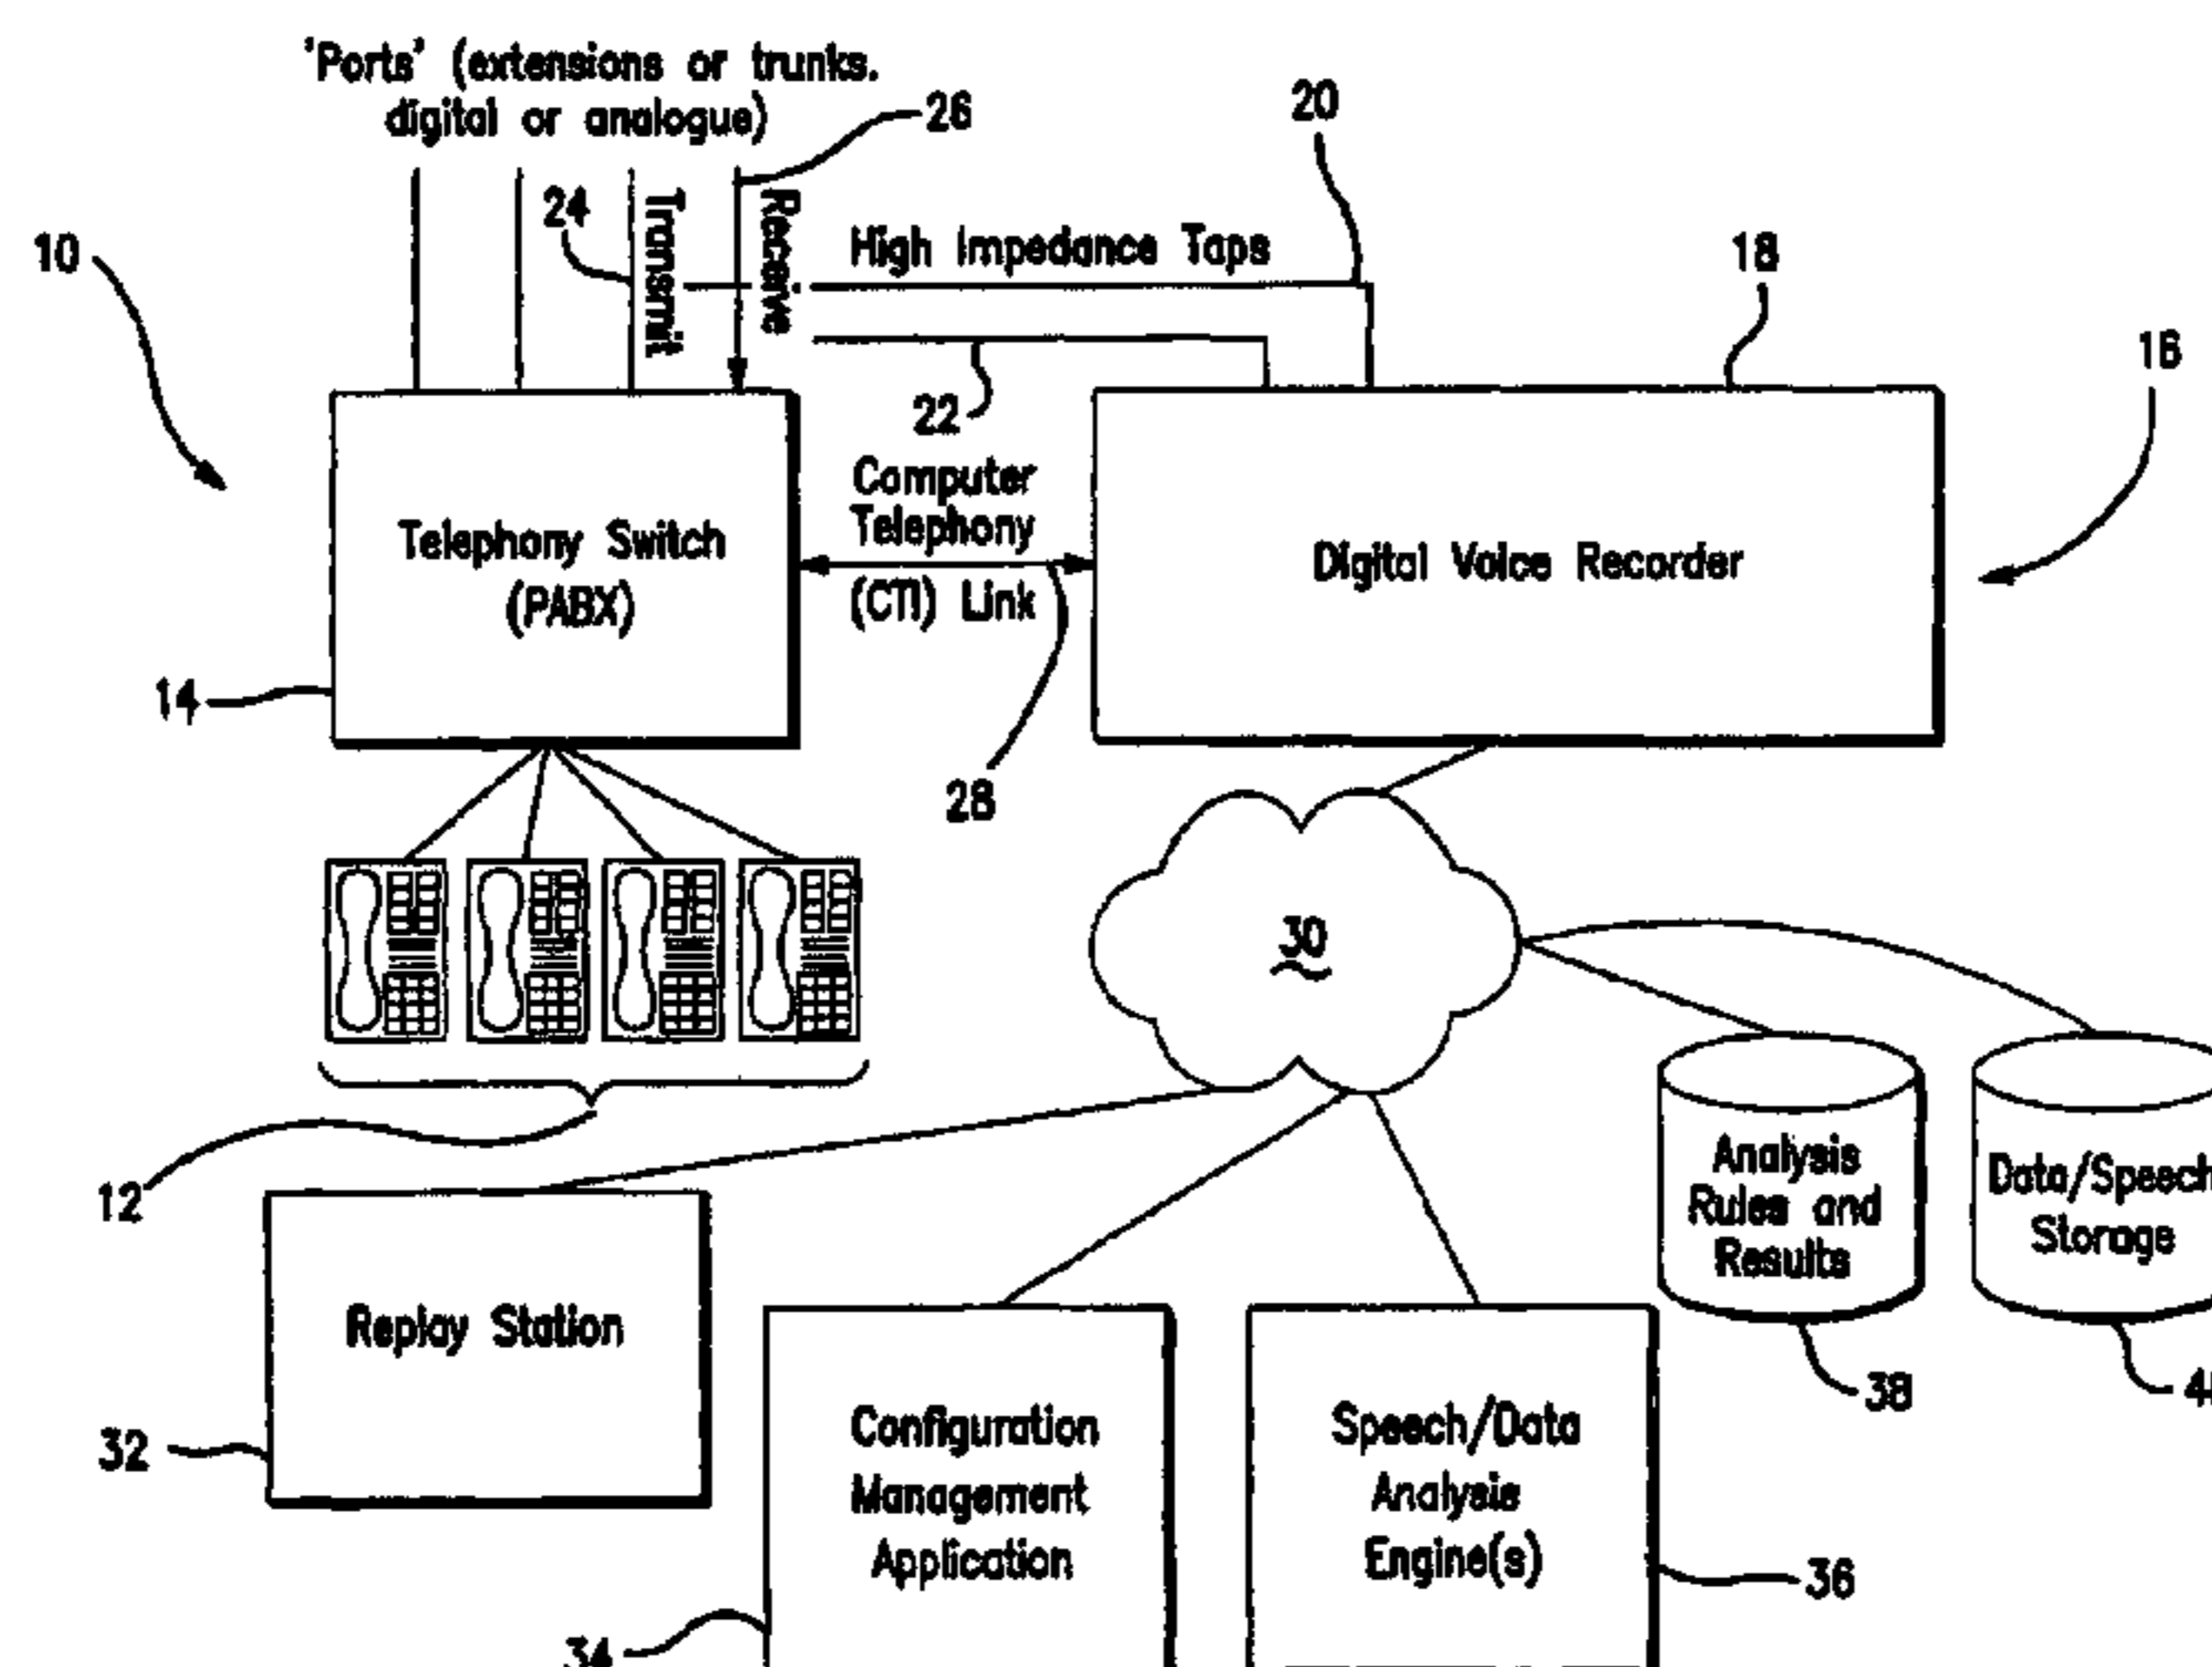 'Ports' (extensions or trunks.
digital or analogue)
26
20
24
Transmit
Receive
High Impedance Taps
10
18
16
22
Computer
Telephony
(CTI) Link
Telephony Switch
(PABX)
Digital Voice Recorder
14
28
30
12
Analysis
Rules and
Results
Data/Speech
Storage
Replay Station
38
32
Configuration
Management
Application
Speech/Data
Analysis
Engine(s)
36
34